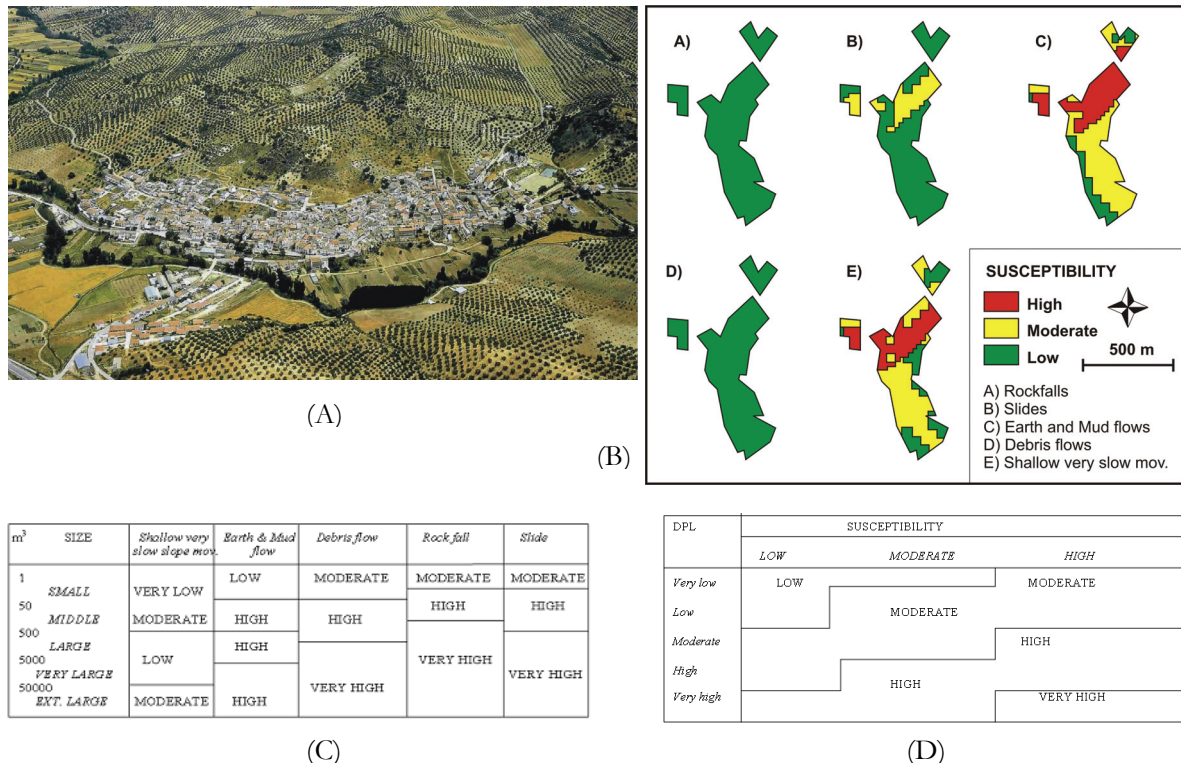 A)
B)
C)
D)
E)
SUSCEPTIBILITY
High
Moderate
Low
500 m
A) Rockfalls
B) Slides
C) Earth and Mud flows
D) Debris flows
E) Shallow very slow mov.
(A)
(B)
m³ SIZE Shallow very slow slope mov. Earth & Mud flow Debris flow Rock fall Slide
1 LOW MODERATE MODERATE MODERATE
SMALL VERY LOW
50 HIGH HIGH
MIDDLE MODERATE HIGH HIGH
500
LARGE HIGH
5000 LOW VERY HIGH
VERY LARGE VERY HIGH
50000 VERY HIGH
EXT. LARGE MODERATE HIGH
(C)
DPL SUSCEPTIBILITY
LOW MODERATE HIGH
Very low LOW MODERATE
Low MODERATE
Moderate HIGH
High
HIGH
Very high VERY HIGH
(D)